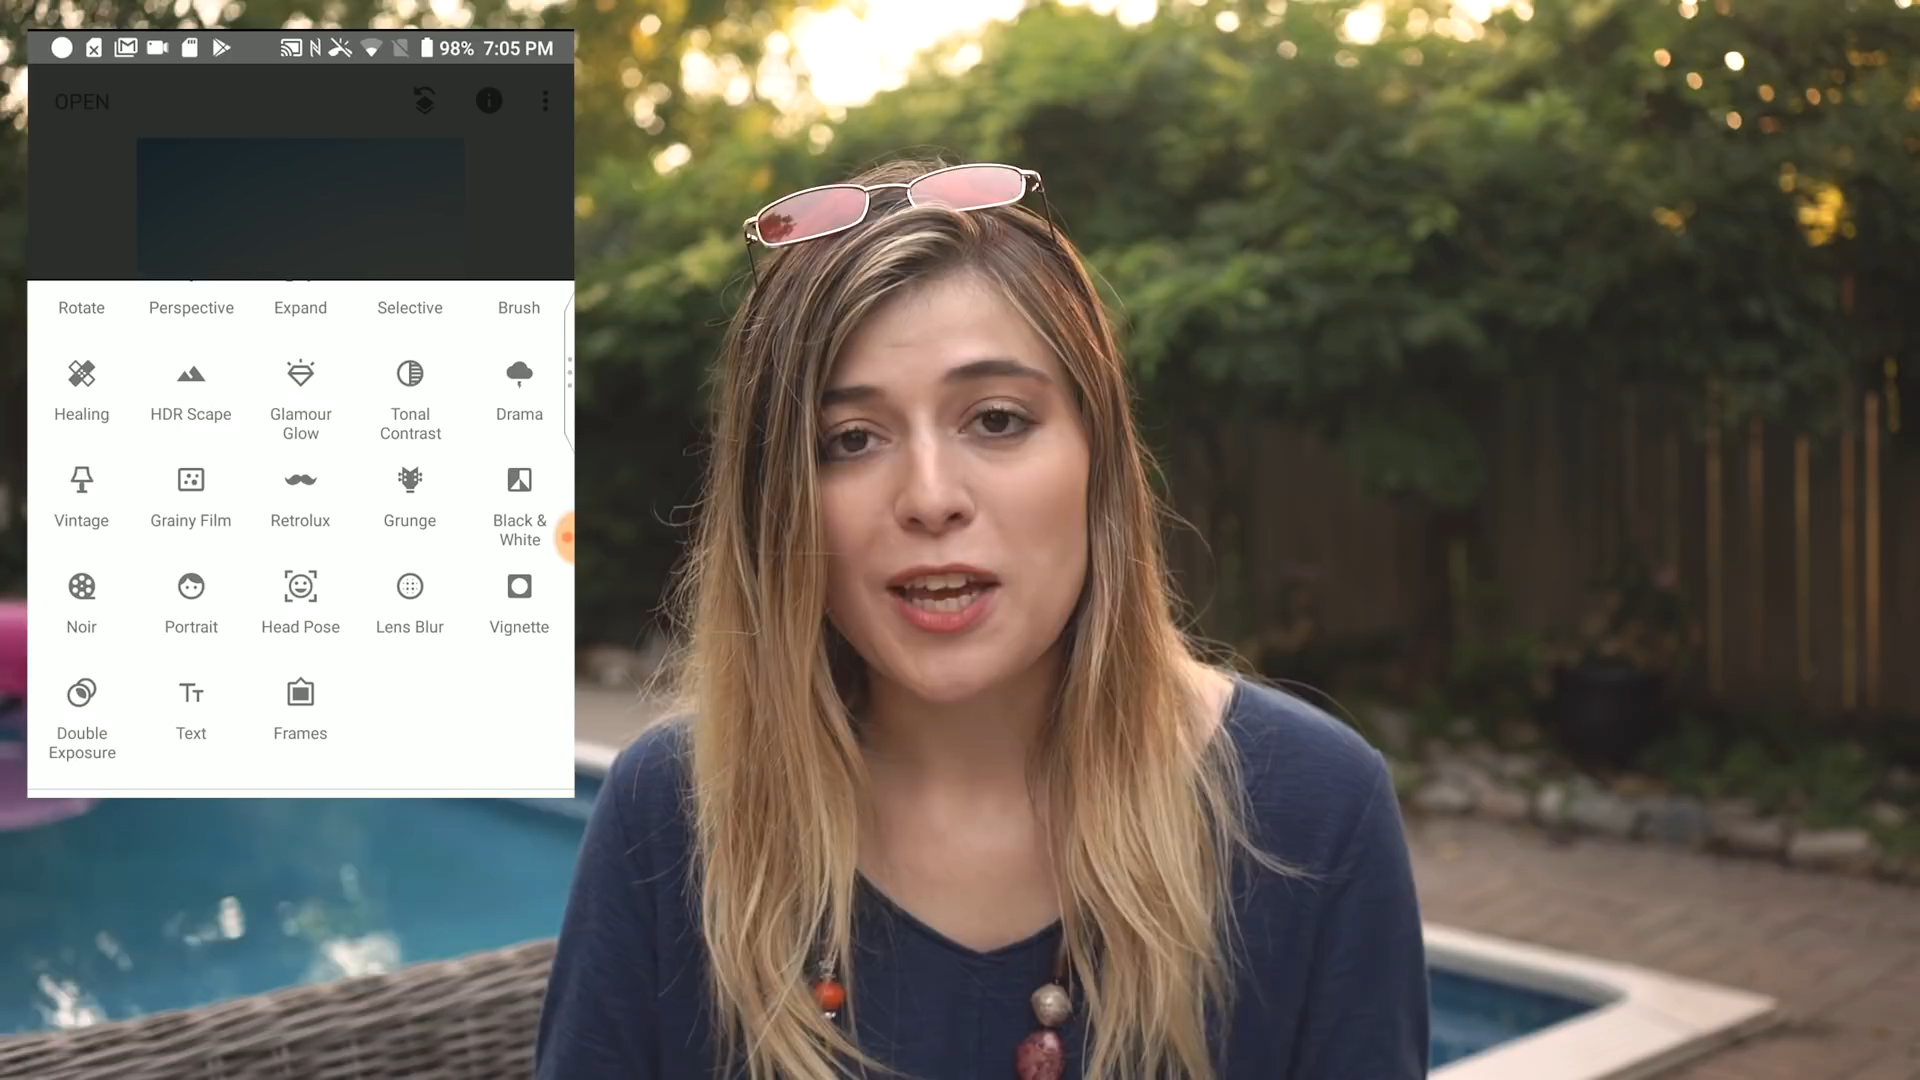 98% 7:05 PM
OPEN
Rotate Perspective Expand Selective Brush
Healing HDR Scape Glamour Glow Tonal Contrast Drama
Vintage Grainy Film Retrolux Grunge Black & White
Noir Portrait Head Pose Lens Blur Vignette
Double Exposure Text Frames